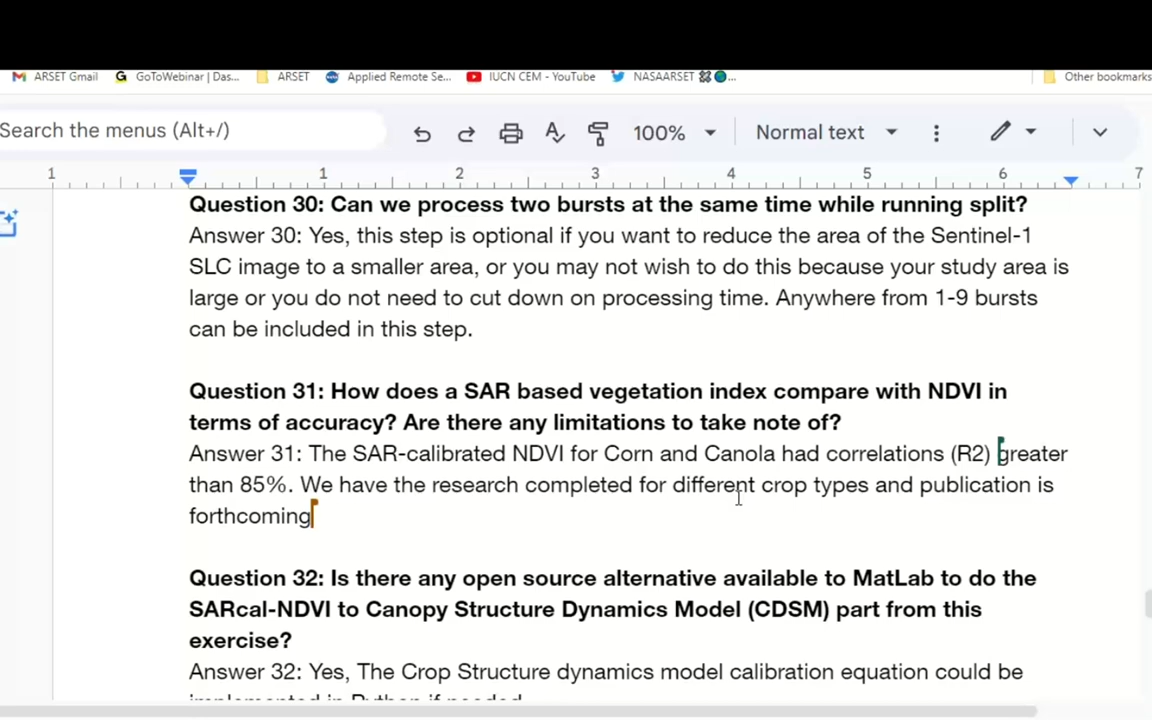 ARSET Gmail GoToWebinar | Das... ARSET Applied Remote Se... IUCN CEM - YouTube NASAARSET Other bookmarks
Search the menus (Alt+/) 100% Normal text
1 1 2 3 4 5 6 7
Question 30: Can we process two bursts at the same time while running split?
Answer 30: Yes, this step is optional if you want to reduce the area of the Sentinel-1
SLC image to a smaller area, or you may not wish to do this because your study area is
large or you do not need to cut down on processing time. Anywhere from 1-9 bursts
can be included in this step.
Question 31: How does a SAR based vegetation index compare with NDVI in
terms of accuracy? Are there any limitations to take note of?
Answer 31: The SAR-calibrated NDVI for Corn and Canola had correlations (R2) greater
than 85%. We have the research completed for different crop types and publication is
forthcoming
Question 32: Is there any open source alternative available to MatLab to do the
SARcal-NDVI to Canopy Structure Dynamics Model (CDSM) part from this
exercise?
Answer 32: Yes, The Crop Structure dynamics model calibration equation could be
implemented in Python if needed